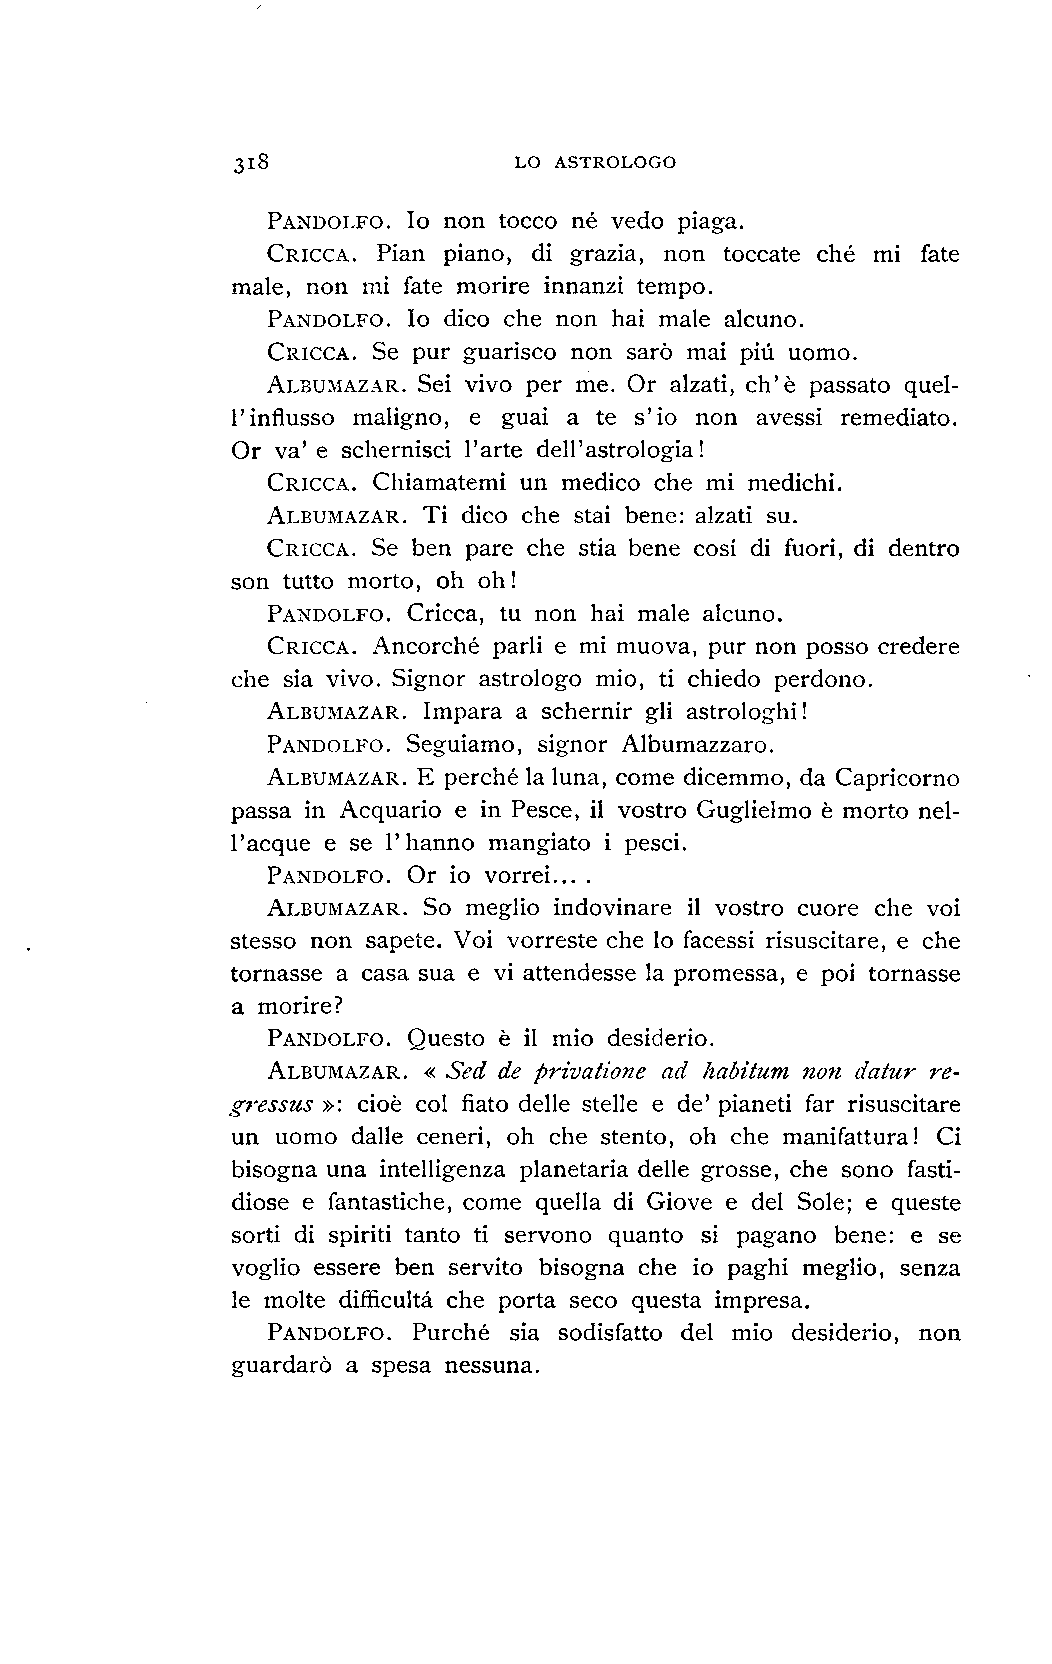 318 LO ASTROLOGO
PANDOLFO. Io non tocco né vedo piaga.
CRICCA. Pian piano, di grazia, non toccate ché mi fate
male, non mi fate morire innanzi tempo.
PANDOLFO. Io dico che non hai male alcuno.
CRICCA. Se pur guarisco non sarò mai piú uomo.
ALBUMAZAR. Sei vivo per me. Or alzati, ch'è passato quel-
l'influsso maligno, e guai a te s'io non avessi remediato.
Or va' e schernisci l'arte dell'astrologia!
CRICCA. Chiamatemi un medico che mi medichi.
ALBUMAZAR. Ti dico che stai bene: alzati su.
CRICCA. Se ben pare che stia bene cosí di fuori, di dentro
son tutto morto, oh oh!
PANDOLFO. Cricca, tu non hai male alcuno.
CRICCA. Ancorché parli e mi muova, pur non posso credere
che sia vivo. Signor astrologo mio, ti chiedo perdono.
ALBUMAZAR. Impara a schernir gli astrologhi!
PANDOLFO. Seguiamo, signor Albumazzaro.
ALBUMAZAR. E perché la luna, come dicemmo, da Capricorno
passa in Acquario e in Pesce, il vostro Guglielmo è morto nel-
l'acque e se l'hanno mangiato i pesci.
PANDOLFO. Or io vorrei... .
ALBUMAZAR. So meglio indovinare il vostro cuore che voi
stesso non sapete. Voi vorreste che lo facessi risuscitare, e che
tornasse a casa sua e vi attendesse la promessa, e poi tornasse
a morire?
PANDOLFO. Questo è il mio desiderio.
ALBUMAZAR. « Sed de privatione ad habitum non datur re-
gressus »: cioè col fiato delle stelle e de' pianeti far risuscitare
un uomo dalle ceneri, oh che stento, oh che manifattura! Ci
bisogna una intelligenza planetaria delle grosse, che sono fasti-
diose e fantastiche, come quella di Giove e del Sole; e queste
sorti di spiriti tanto ti servono quanto si pagano bene: e se
voglio essere ben servito bisogna che io paghi meglio, senza
le molte difficultá che porta seco questa impresa.
PANDOLFO. Purché sia sodisfatto del mio desiderio, non
guardarò a spesa nessuna.